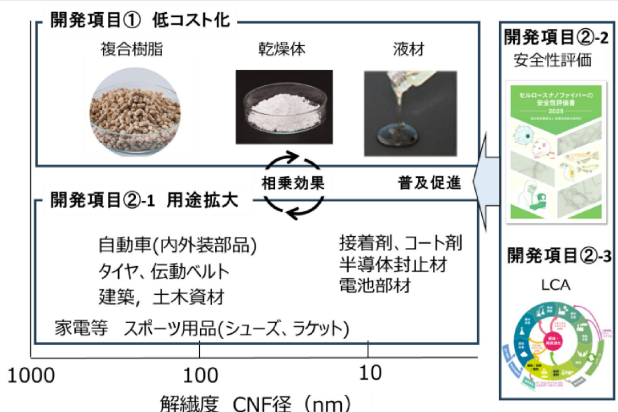 開発項目① 低コスト化
複合樹脂
乾燥体
液材
相乗効果
普及促進
開発項目②-1 用途拡大
自動車(内外装部品)
タイヤ、伝動ベルト
建築，土木資材
家電等 スポーツ用品(シューズ、ラケット)
接着剤、コート剤
半導体封止材
電池部材
1000
100
10
解繊度 CNF径（nm）
開発項目②-2
安全性評価
セルロースナノファイバーの
安全性評価書
2025
開発項目②-3
LCA